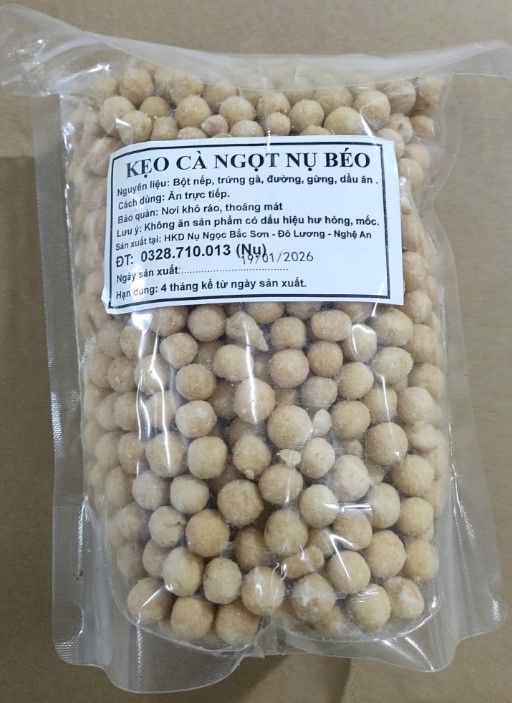 KẸO CÀ NGỌT NỤ BÉO
Nguyên liệu: Bột nếp, trứng gà, đường, gừng, dầu ăn .
Cách dùng: Ăn trực tiếp.
Bảo quản: Nơi khô ráo, thoáng mát
Lưu ý: Không ăn sản phẩm có dấu hiệu hư hỏng, mốc.
Sản xuất tại: HKD Nụ Ngọc Bắc Sơn - Đô Lương - Nghệ An
ĐT: 0328.710.013 (Nụ)
Ngày sản xuất:................................ 19/01/2026
Hạn dùng: 4 tháng kể từ ngày sản xuất.